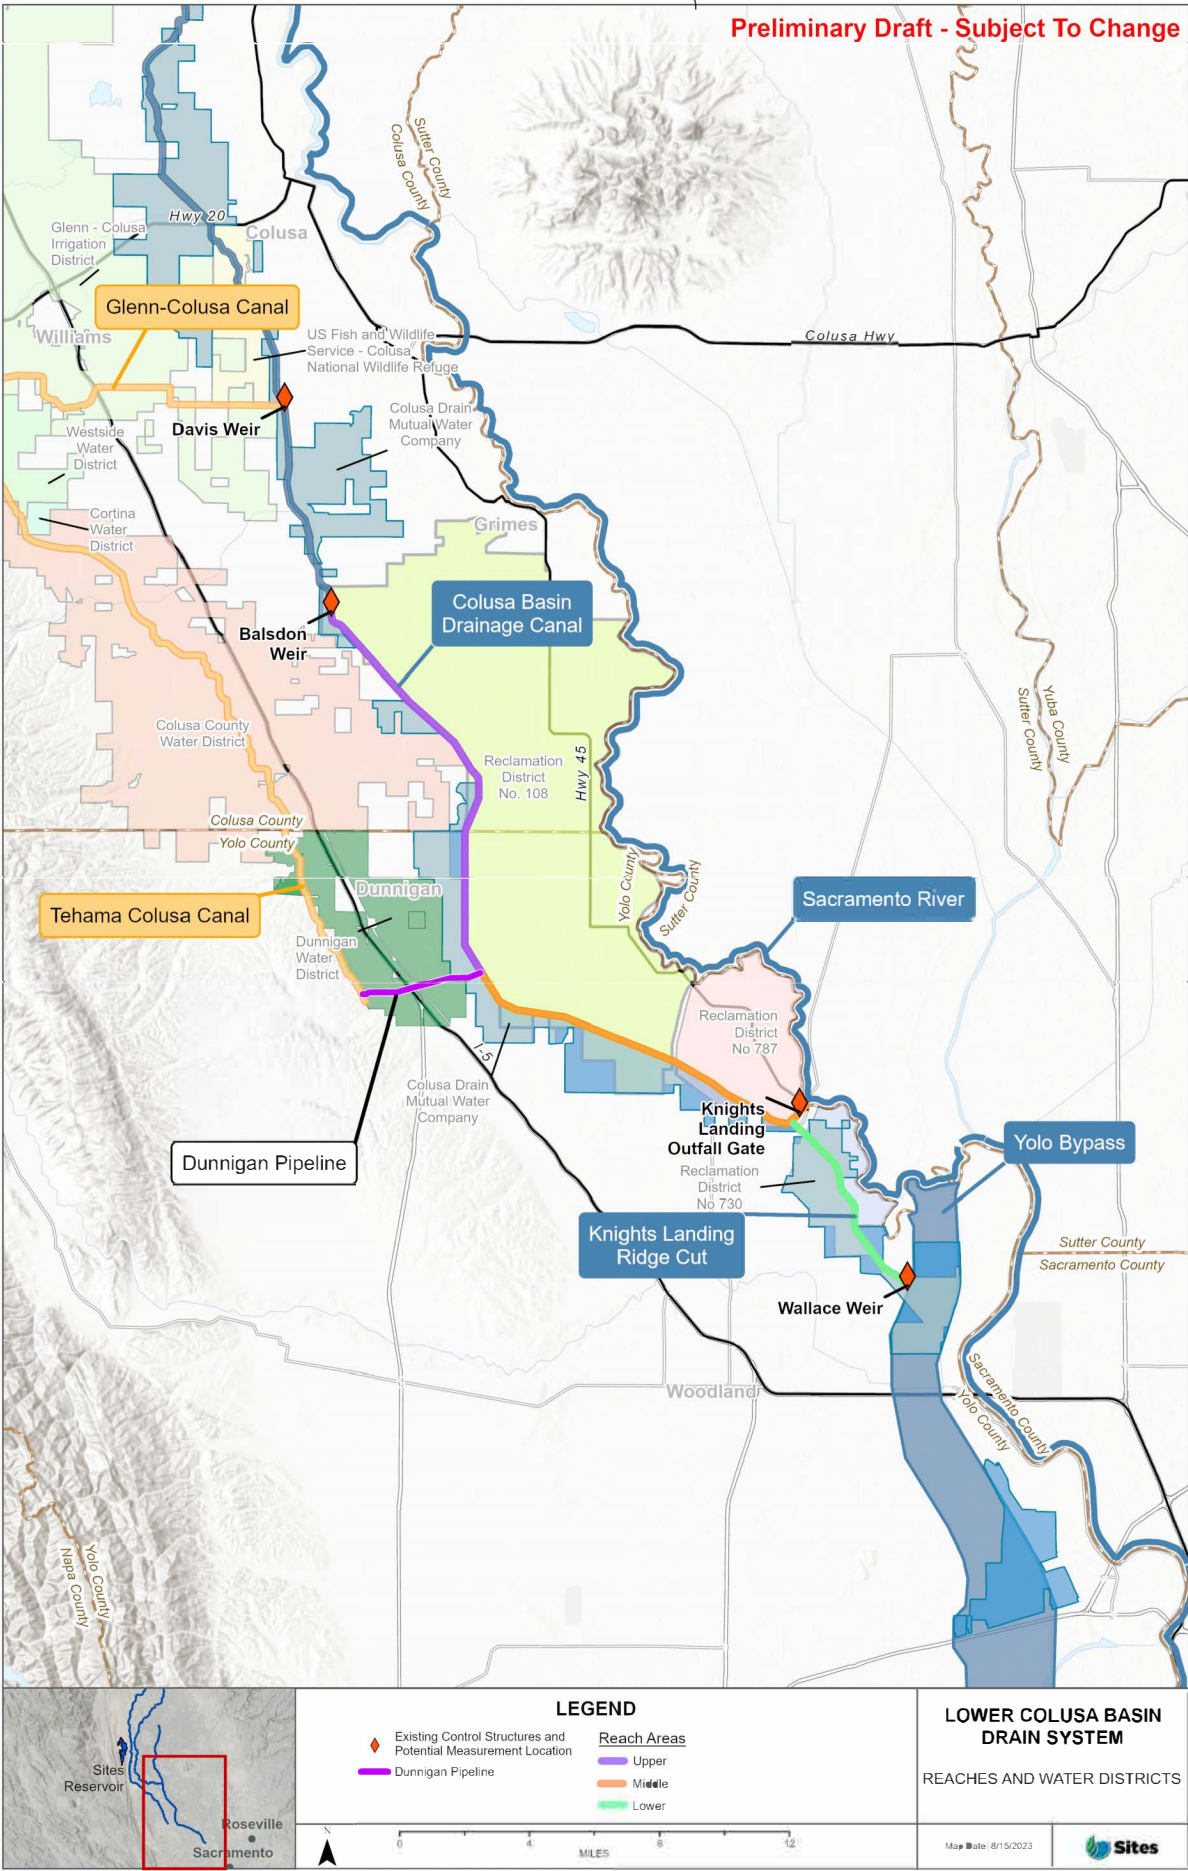 Preliminary Draft - Subject To Change
Sutter County
Colusa County
Hwy 20
Colusa
Glenn - Colusa
Irrigation
District
Glenn-Colusa Canal
Williams
US Fish and Wildlife
Service - Colusa
National Wildlife Refuge
Colusa Hwy
Davis Weir
Colusa Drain
Mutual Water
Company
Westside
Water
District
Cortina
Water
District
Grimes
Colusa Basin
Drainage Canal
Balsdon
Weir
Yuba County
Sutter County
Colusa County
Water District
Reclamation
District
No. 108
Hwy 45
Colusa County
Yolo County
Dunnigan
Yolo County
Sutter County
Sacramento River
Tehama Colusa Canal
Dunnigan
Water
District
Reclamation
District
No 787
I-5
Colusa Drain
Mutual Water
Company
Knights
Landing
Outfall Gate
Dunnigan Pipeline
Yolo Bypass
Reclamation
District
No 730
Knights Landing
Ridge Cut
Sutter County
Sacramento County
Wallace Weir
Woodland
Sacramento County
Yolo County
Yolo County
Napa County
Sites
Reservoir
Roseville
Sacramento
LEGEND
Existing Control Structures and
Potential Measurement Location
Dunnigan Pipeline
Reach Areas
Upper
Middle
Lower
N
0 4 8 12
MILES
LOWER COLUSA BASIN
DRAIN SYSTEM
REACHES AND WATER DISTRICTS
Map Date 8/15/2023
Sites